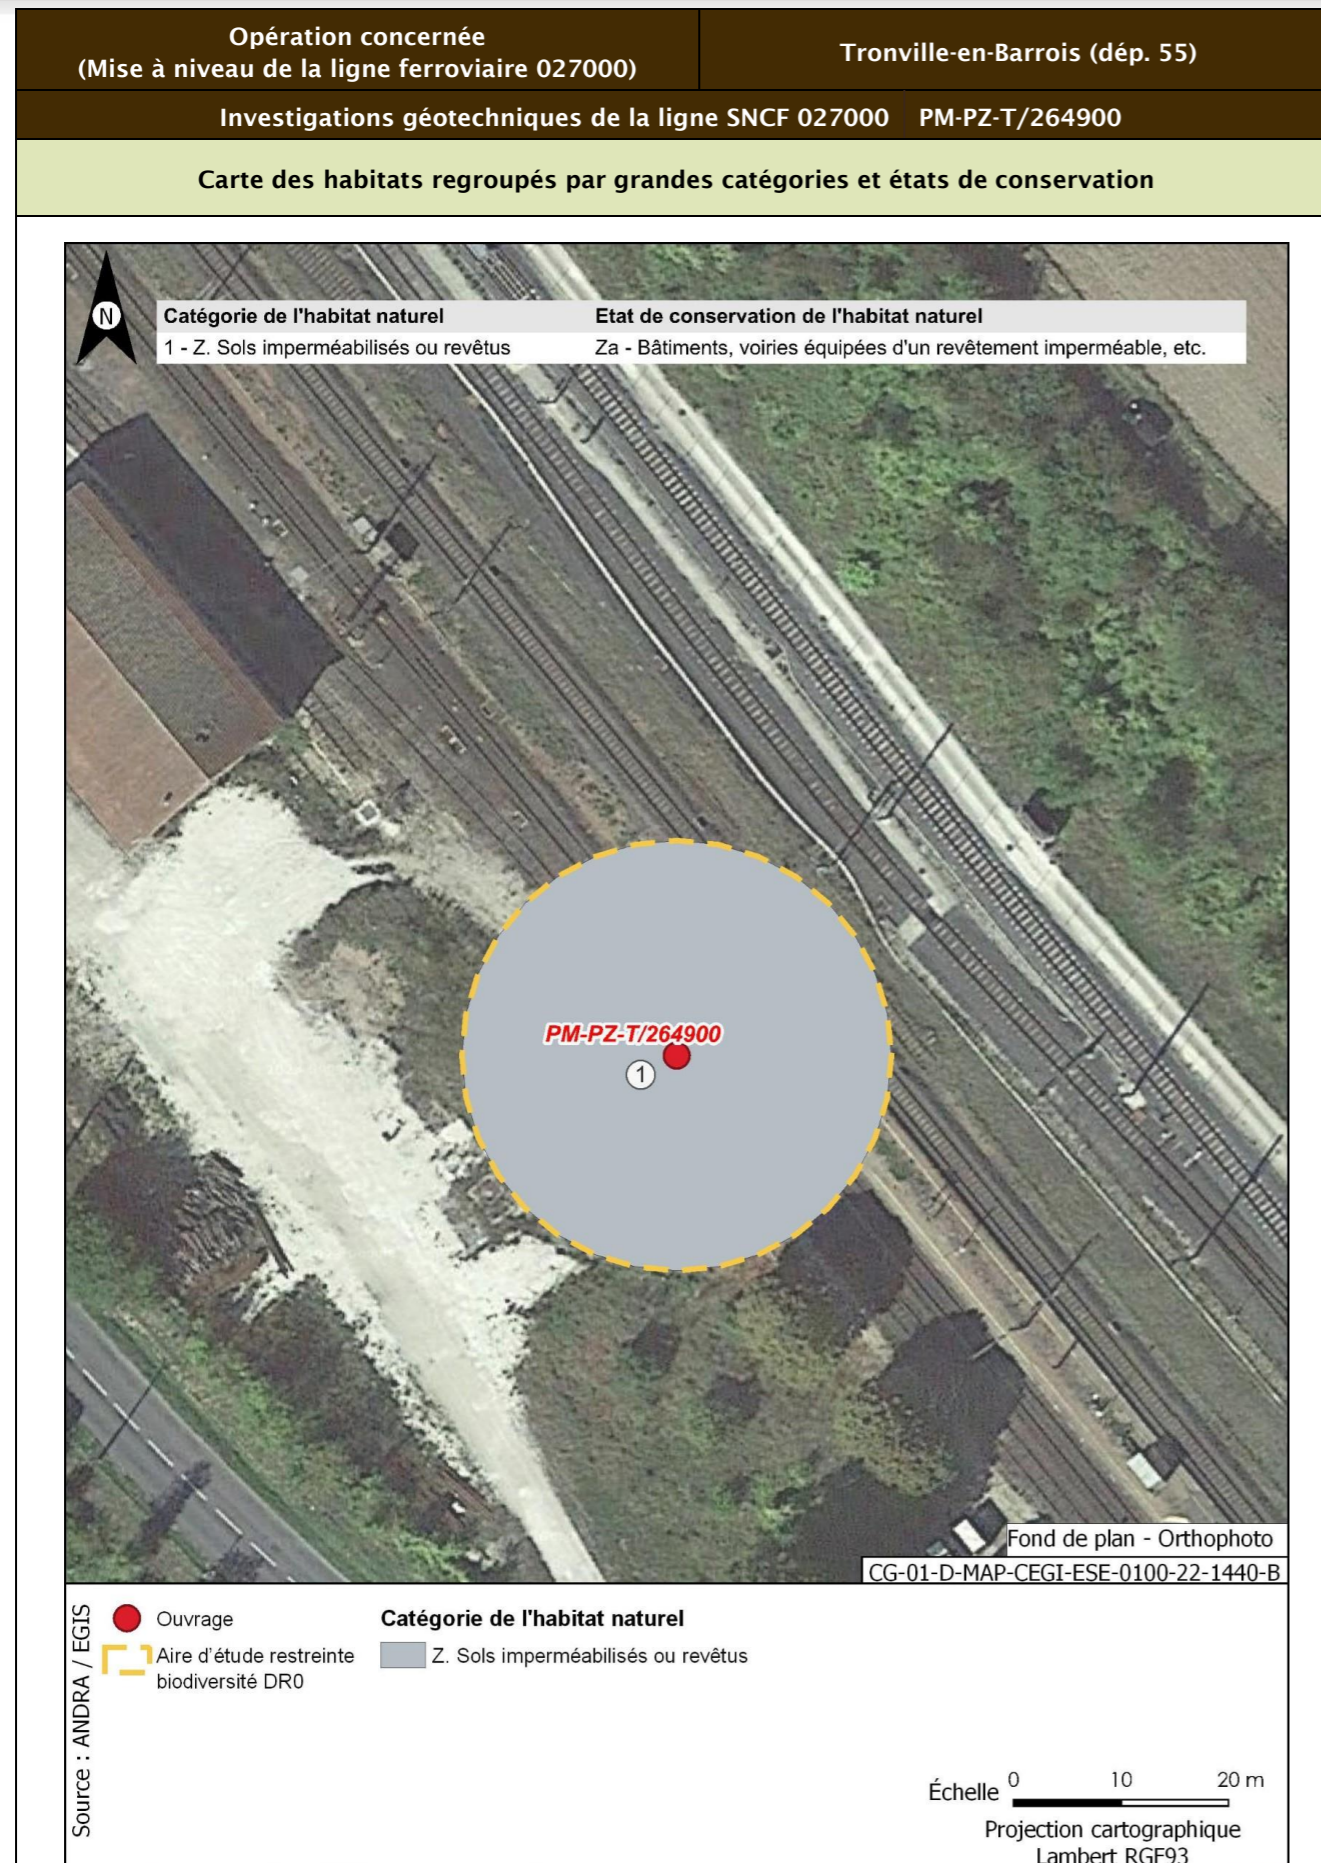 Opération concernée
(Mise à niveau de la ligne ferroviaire 027000)
Tronville-en-Barrois (dép. 55)
Investigations géotechniques de la ligne SNCF 027000 PM-PZ-T/264900
Carte des habitats regroupés par grandes catégories et états de conservation
N
Catégorie de l'habitat naturel Etat de conservation de l'habitat naturel
1 - Z. Sols imperméabilisés ou revêtus Za - Bâtiments, voiries équipées d'un revêtement imperméable, etc.
PM-PZ-T/264900
1
Fond de plan - Orthophoto
CG-01-D-MAP-CEGI-ESE-0100-22-1440-B
Source : ANDRA / EGIS
Ouvrage
Aire d'étude restreinte
biodiversité DR0
Catégorie de l'habitat naturel
Z. Sols imperméabilisés ou revêtus
Échelle 0 10 20 m
Projection cartographique
Lambert RGF93